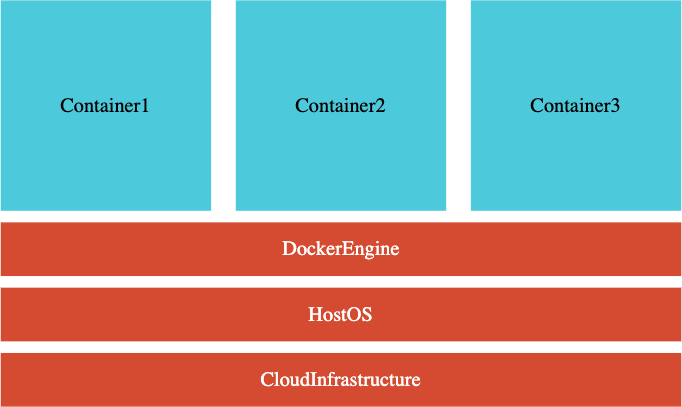 Container1
Container2
Container3
DockerEngine
HostOS
CloudInfrastructure